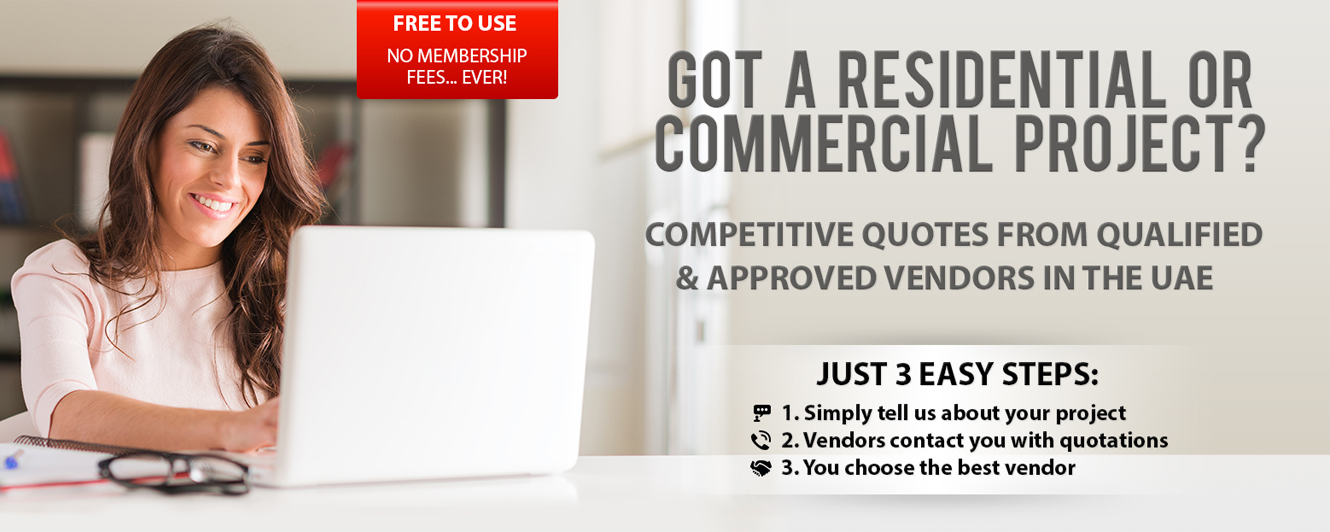 FREE TO USE
NO MEMBERSHIP
FEES... EVER!
GOT A RESIDENTIAL OR
COMMERCIAL PROJECT?
COMPETITIVE QUOTES FROM QUALIFIED
& APPROVED VENDORS IN THE UAE
JUST 3 EASY STEPS:
1. Simply tell us about your project
2. Vendors contact you with quotations
3. You choose the best vendor